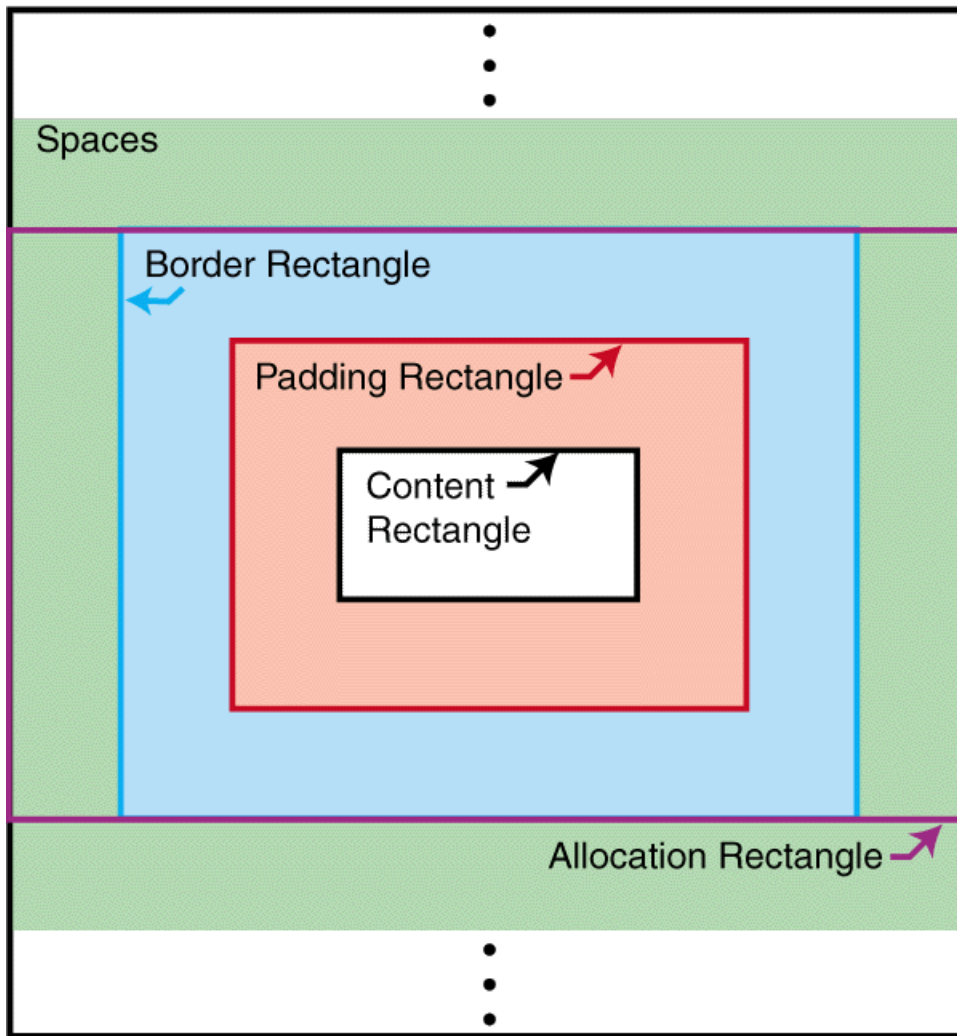 Spaces
Border Rectangle
Padding Rectangle
Content
Rectangle
Allocation Rectangle